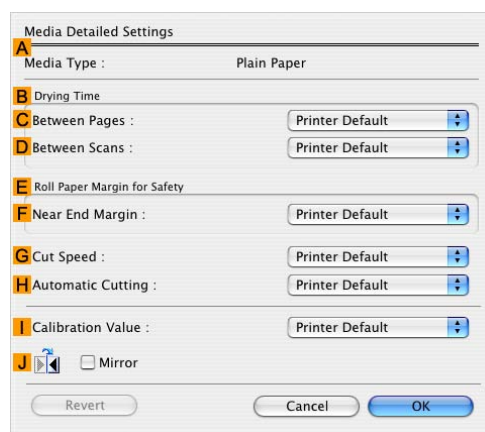 Media Detailed Settings
A
Media Type : Plain Paper
B Drying Time
C Between Pages : Printer Default
D Between Scans : Printer Default
E Roll Paper Margin for Safety
F Near End Margin : Printer Default
G Cut Speed : Printer Default
H Automatic Cutting : Printer Default
I Calibration Value : Printer Default
J Mirror
Revert Cancel OK